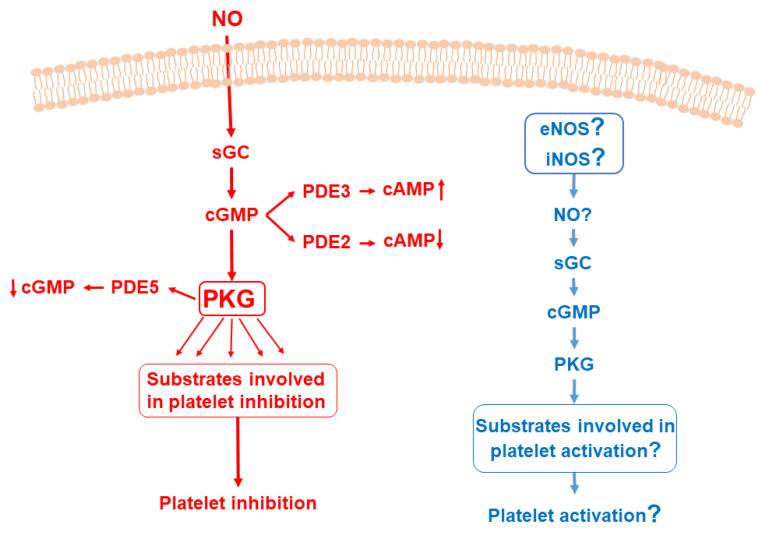 NO
sGC
cGMP
PDE3
cAMP
PDE2
cAMP
cGMP
PDE5
PKG
Substrates involved
in platelet inhibition
Platelet inhibition
eNOS?
iNOS?
NO?
sGC
cGMP
PKG
Substrates involved in
platelet activation?
Platelet activation?